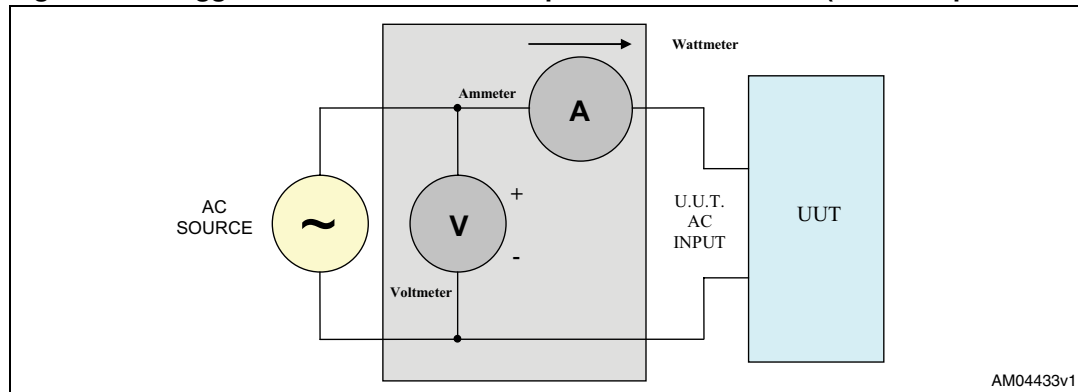 Wattmeter
Ammeter
A
AC
SOURCE
~
V
+
-
U.U.T.
AC
INPUT
UUT
Voltmeter
AM04433v1